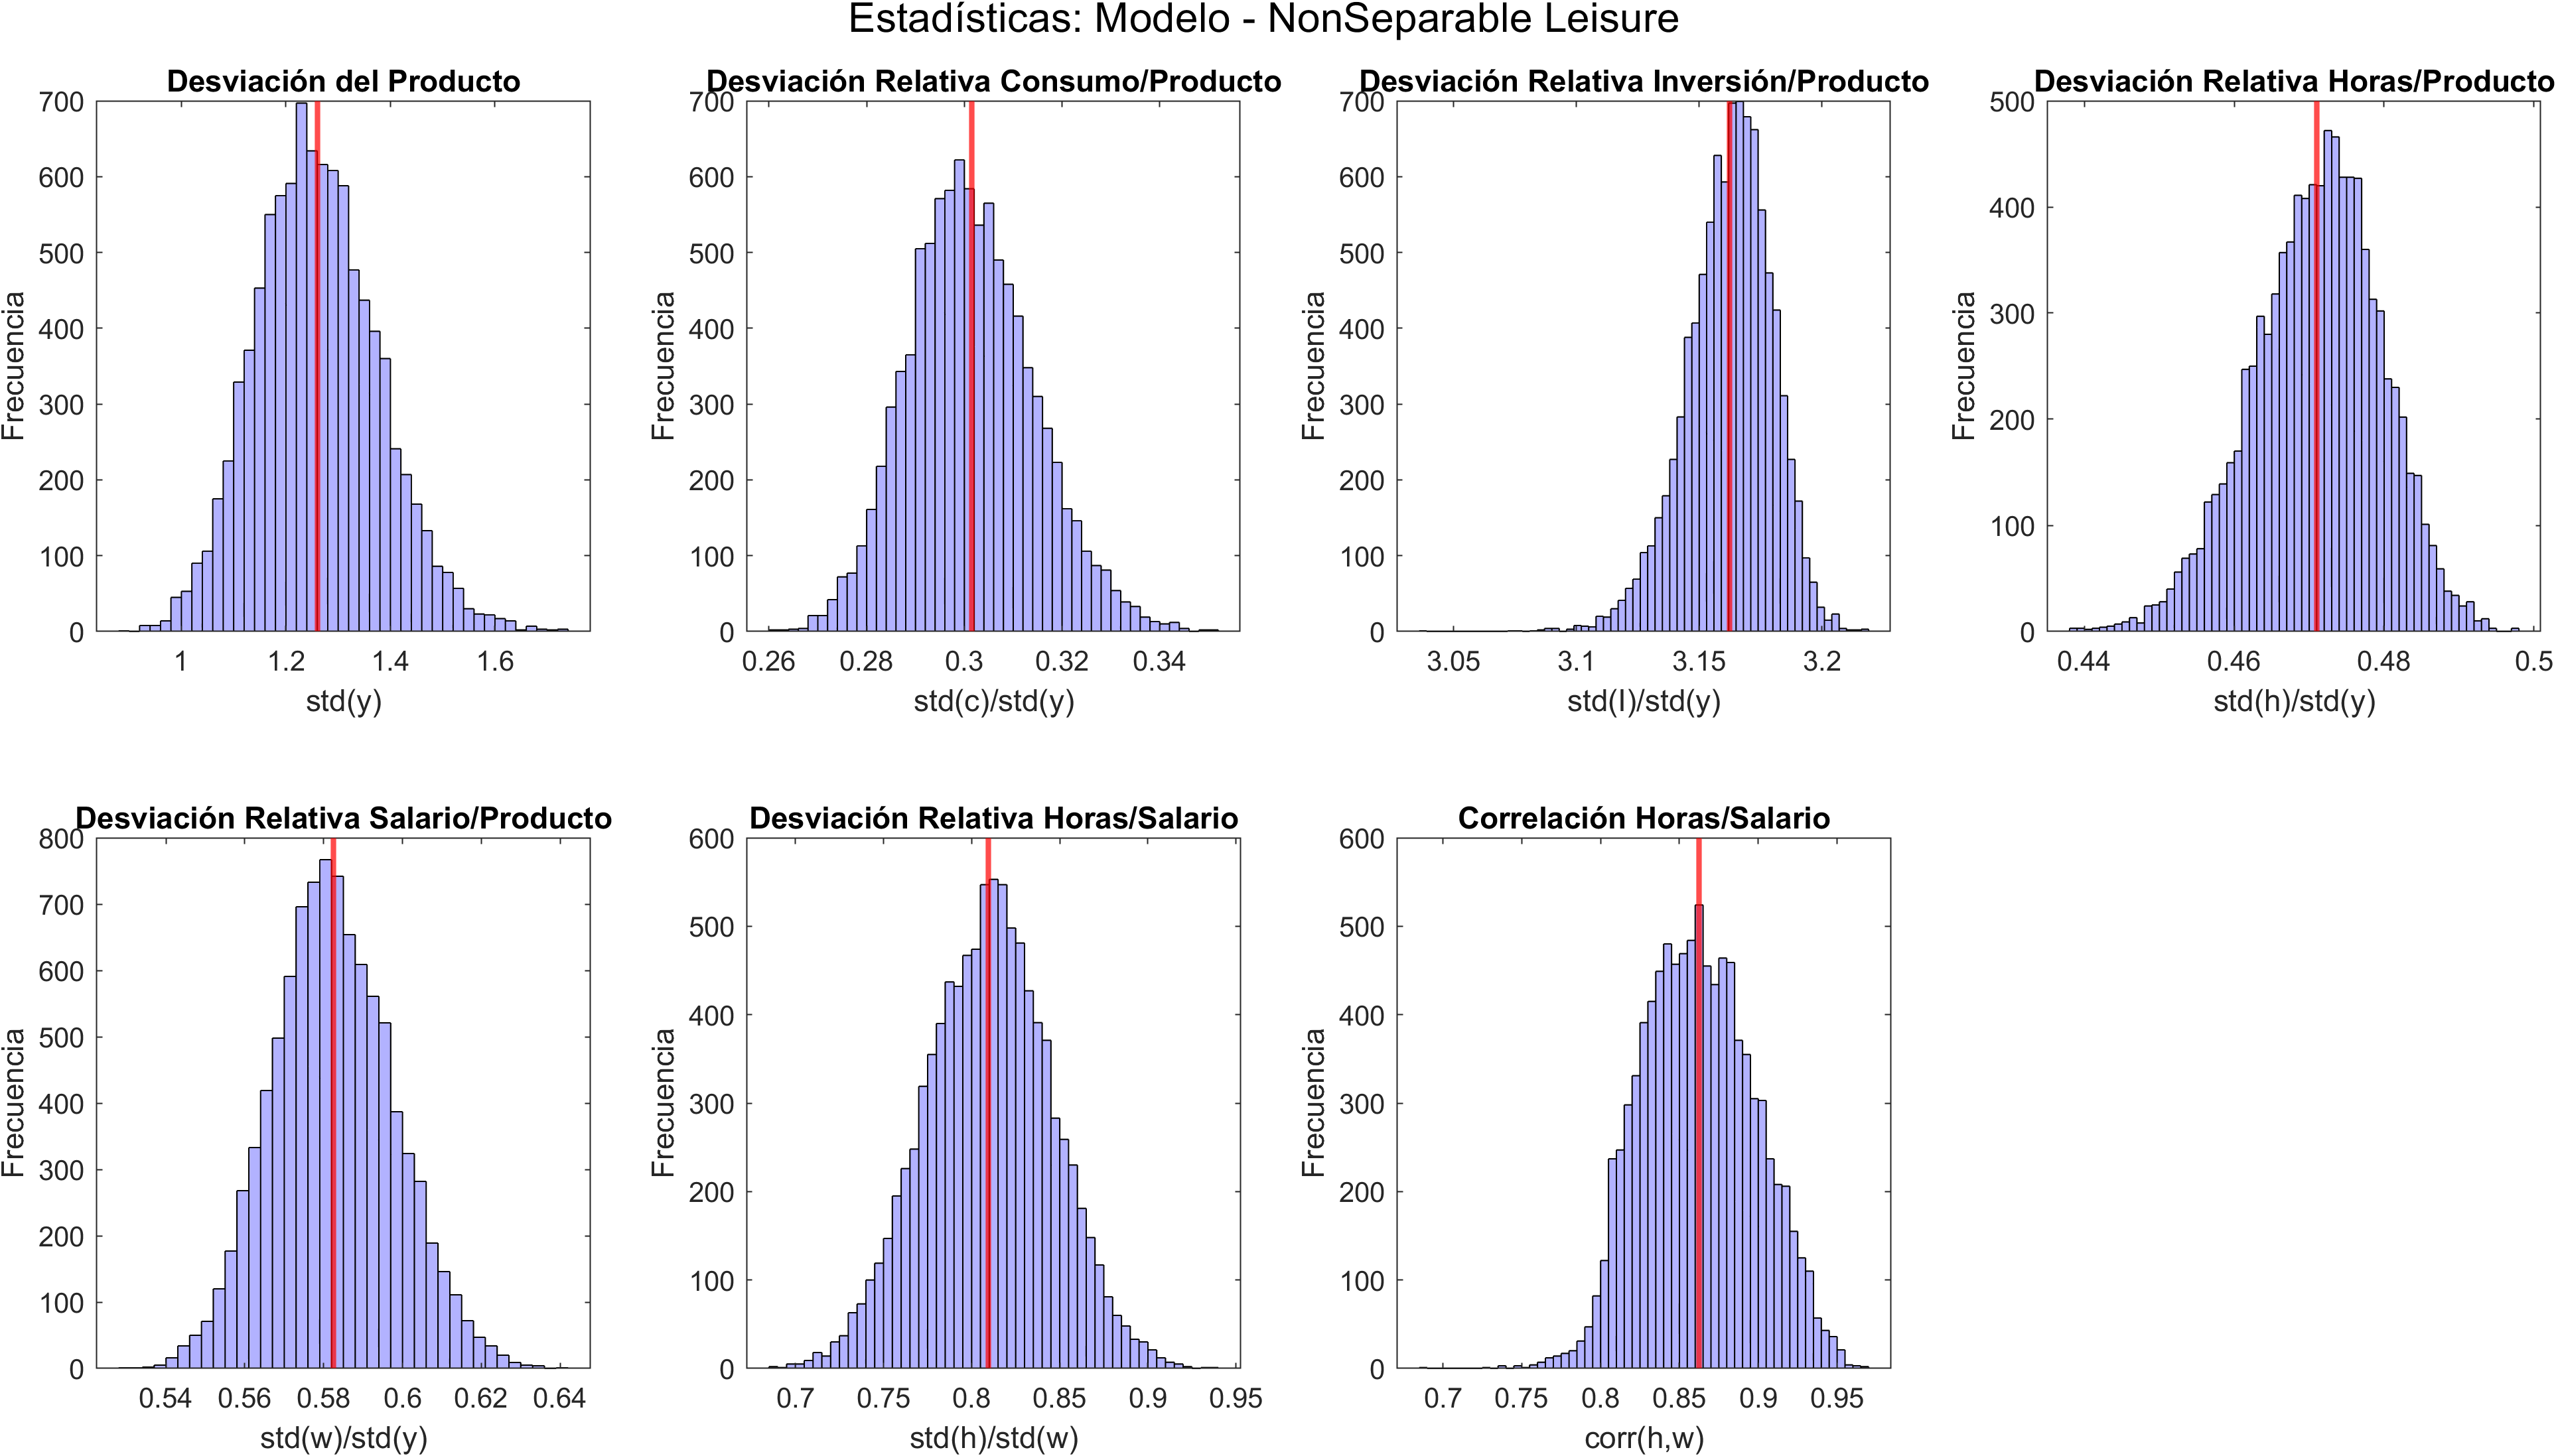 Estadísticas: Modelo - NonSeparable Leisure
Desviación del Producto
Frecuencia
700
600
500
400
300
200
100
0
1 1.2 1.4 1.6
std(y)
Desviación Relativa Consumo/Producto
Frecuencia
700
600
500
400
300
200
100
0
0.26 0.28 0.3 0.32 0.34
std(c)/std(y)
Desviación Relativa Inversión/Producto
Frecuencia
700
600
500
400
300
200
100
0
3.05 3.1 3.15 3.2
std(I)/std(y)
Desviación Relativa Horas/Producto
Frecuencia
500
400
300
200
100
0
0.44 0.46 0.48 0.5
std(h)/std(y)
Desviación Relativa Salario/Producto
Frecuencia
800
700
600
500
400
300
200
100
0
0.54 0.56 0.58 0.6 0.62 0.64
std(w)/std(y)
Desviación Relativa Horas/Salario
Frecuencia
600
500
400
300
200
100
0
0.7 0.75 0.8 0.85 0.9 0.95
std(h)/std(w)
Correlación Horas/Salario
Frecuencia
600
500
400
300
200
100
0
0.7 0.75 0.8 0.85 0.9 0.95
corr(h,w)